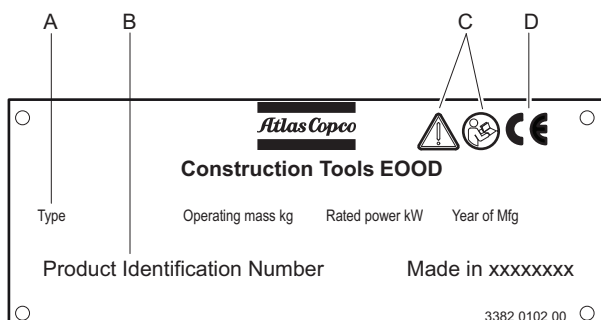 A B C D
Atlas Copco
CE
Construction Tools EOOD
Type Operating mass kg Rated power kW Year of Mfg
Product Identification Number Made in xxxxxxxx
3382 0102 00